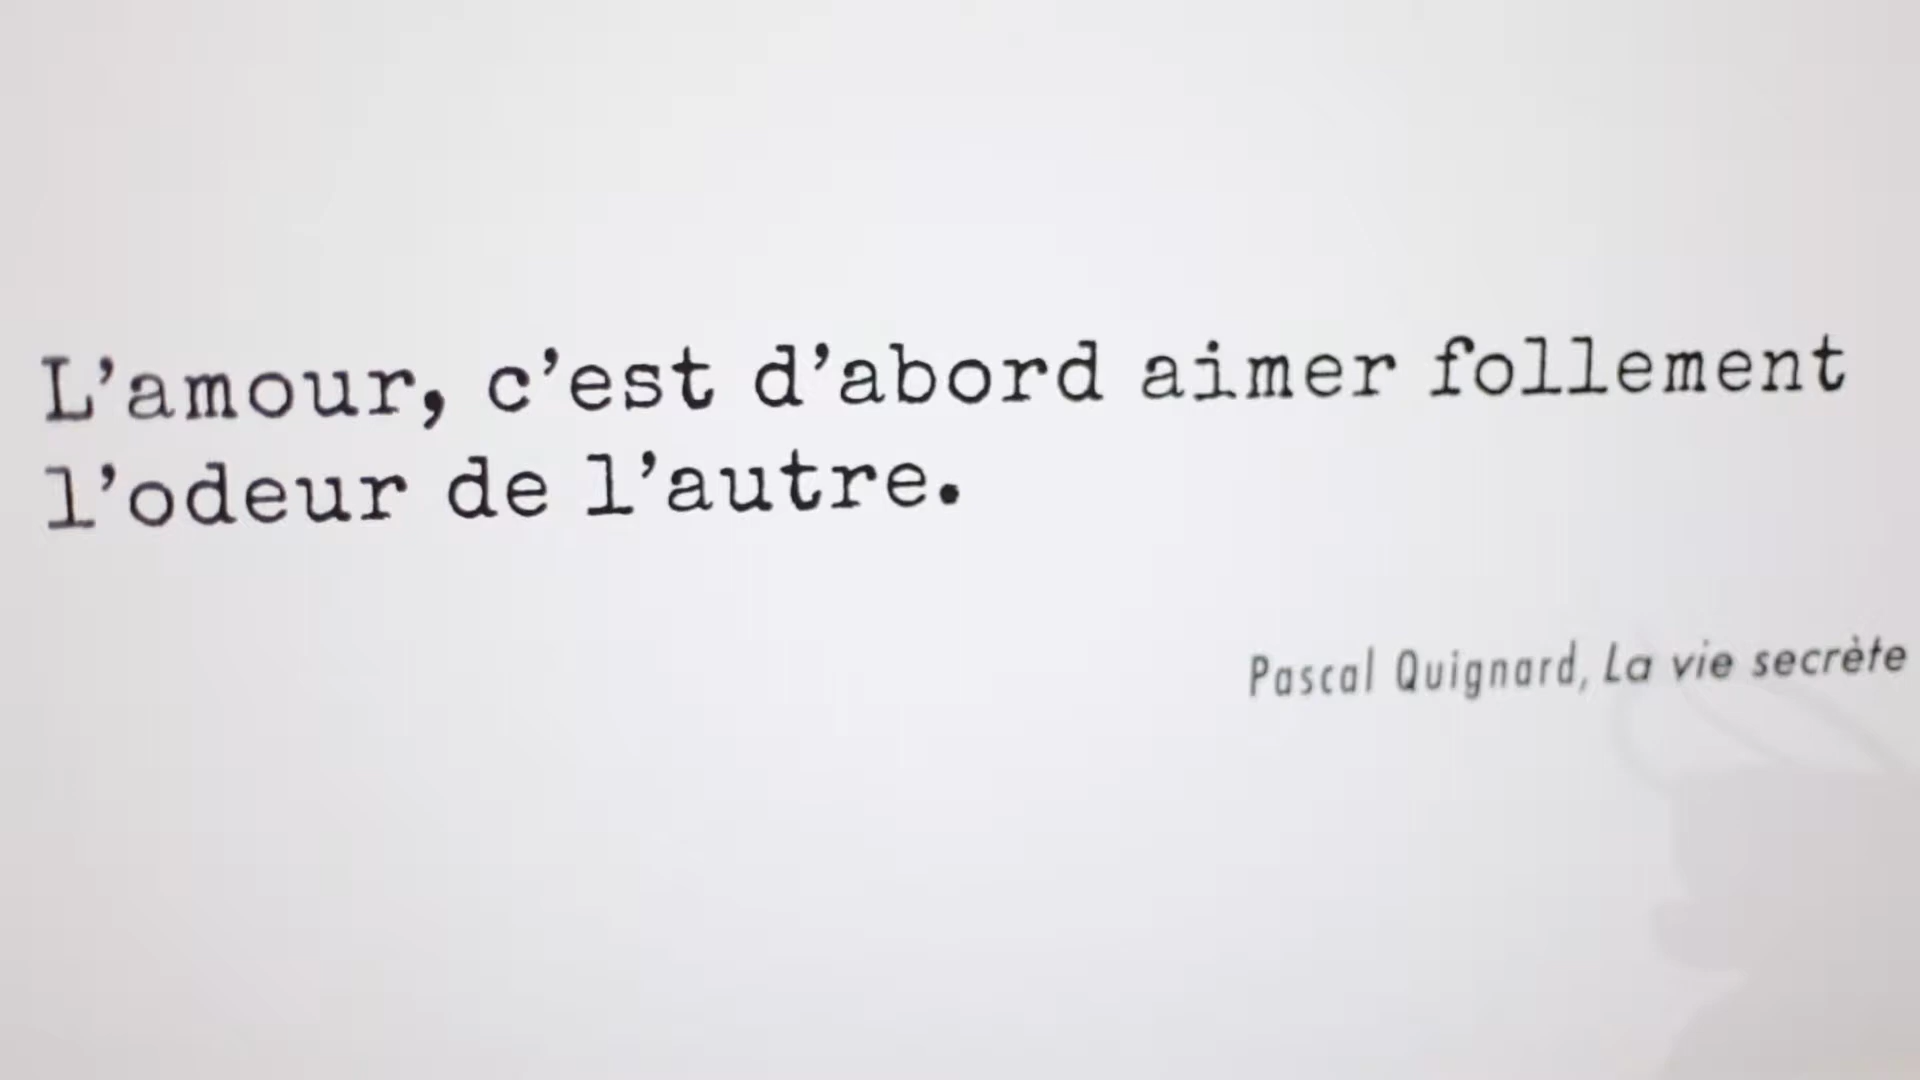 L’amour, c’est d’abord aimer follement
l’odeur de l’autre.
Pascal Quignard, La vie secrète